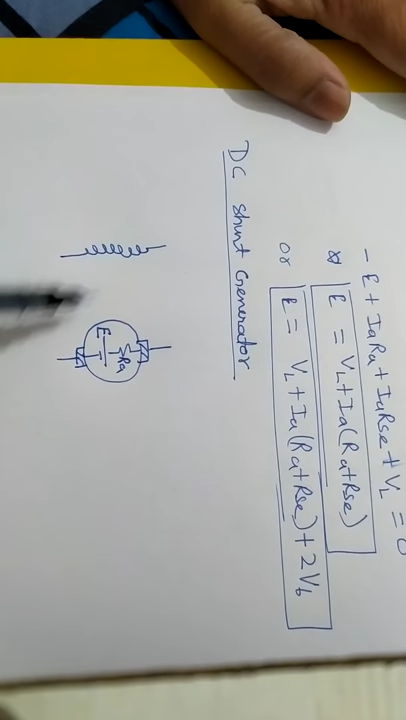 - E + IaRa + IaRse + VL = 0
or E = VL + Ia(Ra+Rse)
or E = VL + Ia(Ra+Rse) + 2Vb
DC Shunt Generator
E Ra